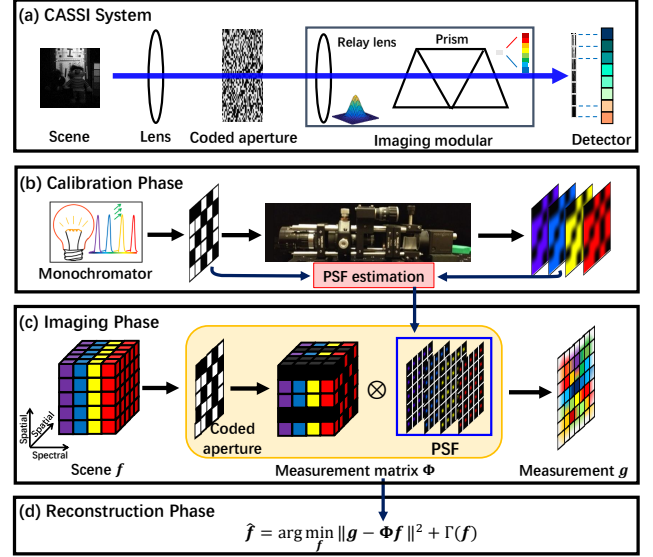 (a) CASSI System
Relay lens
Prism
Scene
Lens
Coded aperture
Imaging modular
Detector
(b) Calibration Phase
Monochromator
PSF estimation
(c) Imaging Phase
Spatial
Spatial
Spectral
Scene f
Coded
aperture
PSF
Measurement matrix Φ
Measurement g
(d) Reconstruction Phase
f̂ = arg min_f ‖g − Φf‖² + Γ(f)